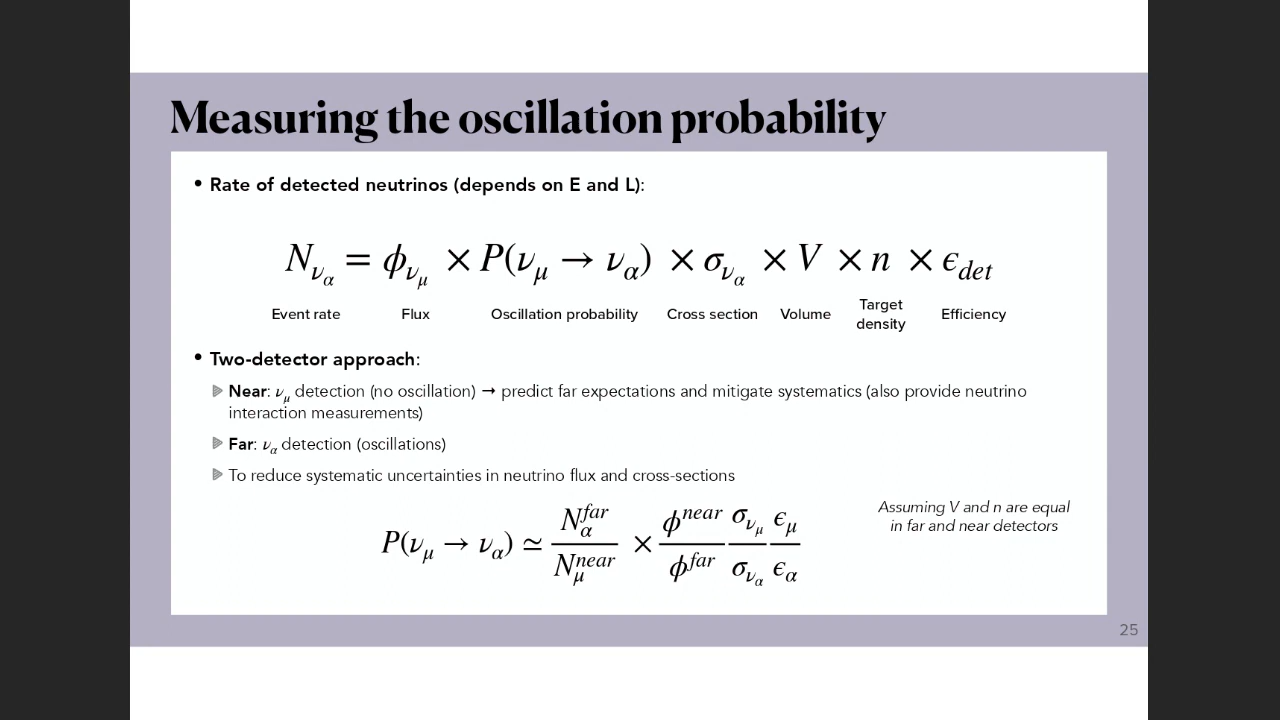 Measuring the oscillation probability
• Rate of detected neutrinos (depends on E and L):
N_{ν_α} = ϕ_{ν_μ} × P(ν_μ → ν_α) × σ_{ν_α} × V × n × ϵ_{det}
Event rate Flux Oscillation probability Cross section Volume Target density Efficiency
• Two-detector approach:
Near: ν_μ detection (no oscillation) → predict far expectations and mitigate systematics (also provide neutrino
interaction measurements)
Far: ν_α detection (oscillations)
To reduce systematic uncertainties in neutrino flux and cross-sections
Assuming V and n are equal
in far and near detectors
P(ν_μ → ν_α) ≃ \frac{N_α^{far}}{N_μ^{near}} × \frac{ϕ^{near}}{ϕ^{far}} \frac{σ_{ν_μ}}{σ_{ν_α}} \frac{ϵ_μ}{ϵ_α}
25